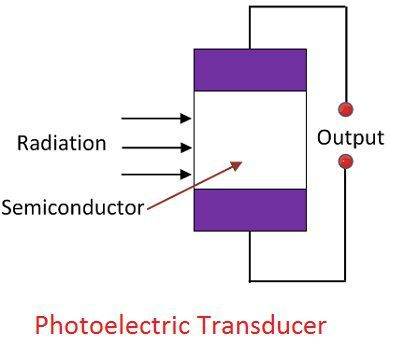 Radiation
Output
Semiconductor
Photoelectric Transducer